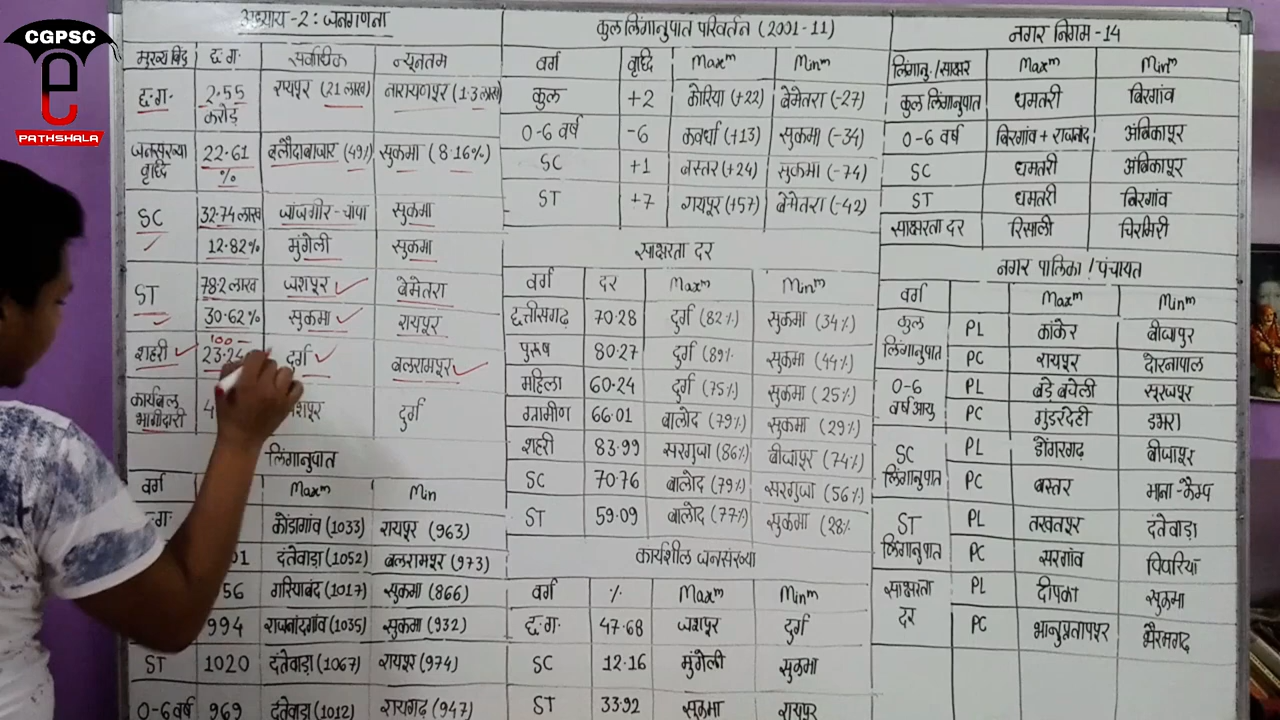 CGPSC
PATHSHALA
अध्याय-2: जनगणना
मुख्य बिंदु छ.ग. सर्वाधिक न्यूनतम
छ.ग. 2.55 करोड़ रायपुर (21 लाख) नारायणपुर (1.3 लाख)
जनसंख्या वृध्दि 22.61 % बलौदाबाजार (49%) सुकमा (8.16%)
SC 32.74 लाख जांजगीर-चांपा सुकमा
12.82% मुंगेली सुकमा
ST 78.2 लाख जशपुर बेमेतरा
30.62% सुकमा रायपुर
100 -
शहरी 23.24 दुर्ग बलरामपुर
कार्यबल भागीदारी 4 जशपुर दुर्ग
लिंगानुपात
वर्ग Maxᵐ Min
कोंडागांव (1033) रायपुर (963)
01 दंतेवाड़ा (1052) बलरामपुर (973)
56 गरियाबंद (1017) सुकमा (866)
994 राजनांदगांव (1035) सुकमा (932)
ST 1020 दंतेवाड़ा (1067) रायपुर (974)
0-6 वर्ष 969 दंतेवाड़ा (1012) रायगढ़ (947)
कुल लिंगानुपात परिवर्तन (2001-11)
वर्ग वृध्दि Maxᵐ Minᵐ
कुल +2 कोरिया (+22) बेमेतरा (-27)
0-6 वर्ष -6 कवर्धा (+13) सुकमा (-34)
SC +1 बस्तर (+24) सुकमा (-74)
ST +7 रायपुर (+57) बेमेतरा (-42)
साक्षरता दर
वर्ग दर Maxᵐ Minᵐ
छत्तीसगढ़ 70.28 दुर्ग (82%) सुकमा (34%)
पुरुष 80.27 दुर्ग (89%) सुकमा (44%)
महिला 60.24 दुर्ग (75%) सुकमा (25%)
ग्रामीण 66.01 बालोद (79%) सुकमा (29%)
शहरी 83.99 सरगुजा (86%) बीजापुर (74%)
SC 70.76 बालोद (79%) सरगुजा (56%)
ST 59.09 बालोद (77%) सुकमा (28%
कार्यशील जनसंख्या
वर्ग % Maxᵐ Minᵐ
छ.ग. 47.68 जशपुर दुर्ग
SC 12.16 मुंगेली सुकमा
ST 33.92 सुकमा रायपुर
नगर निगम-14
लिंगानु./साक्षर Maxᵐ Minᵐ
कुल लिंगानुपात धमतरी बिरगांव
0-6 वर्ष बिरगांव + राजनांद अंबिकापुर
SC धमतरी अंबिकापुर
ST धमतरी बिरगांव
साक्षरता दर रिसाली चिरमिरी
नगर पालिका / पंचायत
वर्ग Maxᵐ Minᵐ
कुल लिंगानुपात PL कांकेर बीजापुर
PC रायपुर दोरनापाल
0-6 वर्ष आयु PL बड़े बचेली सूरजपुर
PC गुंडरदेही डभरा
SC लिंगानुपात PL डोंगरगढ़ बीजापुर
PC बस्तर माना-कैम्प
ST लिंगानुपात PL तखतपुर दंतेवाड़ा
PC सरगांव पिपरिया
साक्षरता दर PL दीपका सुकमा
PC भानुप्रतापपुर भैरमगढ़